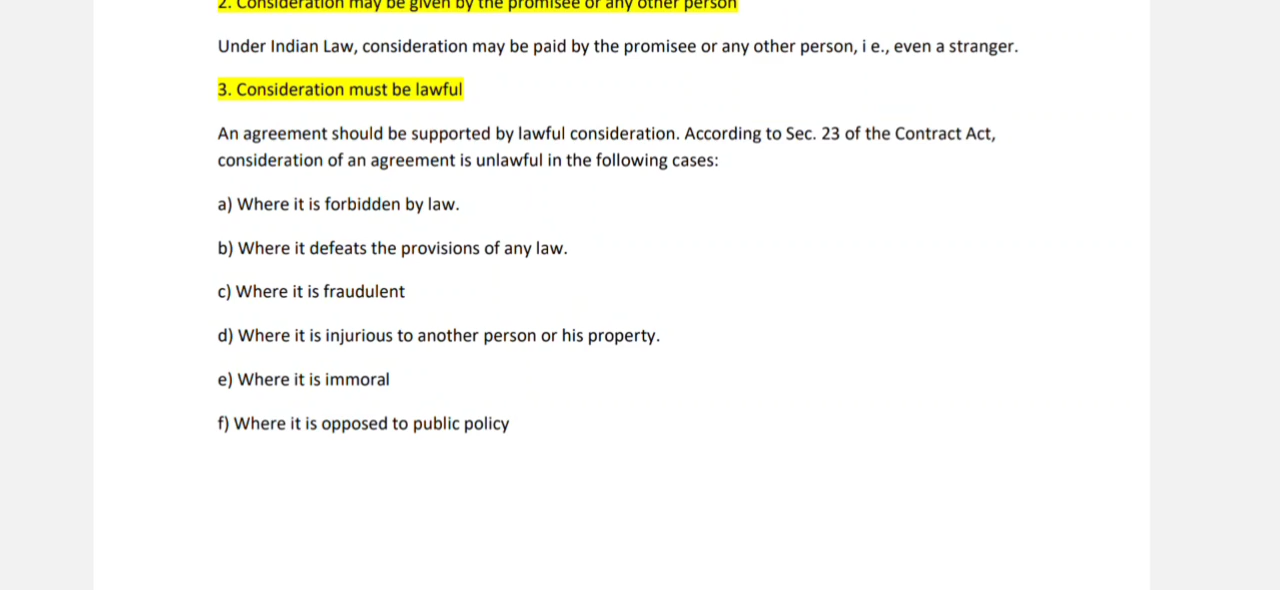 2. Consideration may be given by the promisee or any other person
Under Indian Law, consideration may be paid by the promisee or any other person, i e., even a stranger.
3. Consideration must be lawful
An agreement should be supported by lawful consideration. According to Sec. 23 of the Contract Act,
consideration of an agreement is unlawful in the following cases:
a) Where it is forbidden by law.
b) Where it defeats the provisions of any law.
c) Where it is fraudulent
d) Where it is injurious to another person or his property.
e) Where it is immoral
f) Where it is opposed to public policy